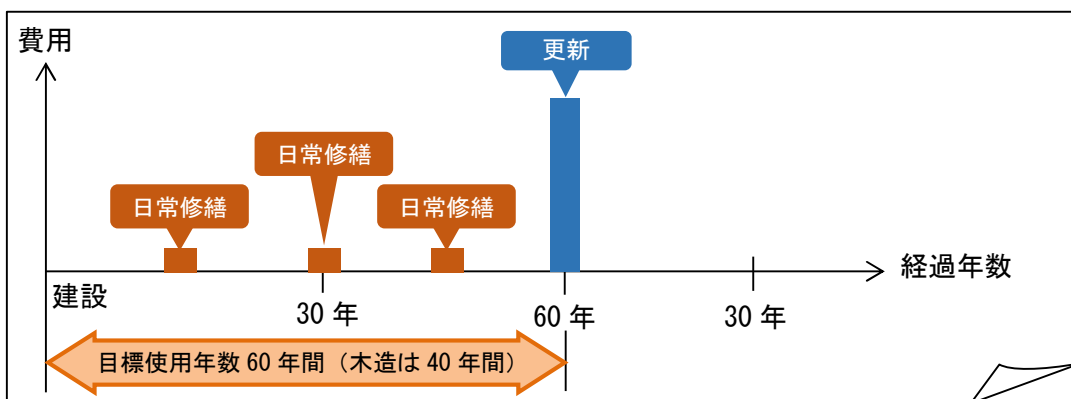 費用
更新
日常修繕
日常修繕
日常修繕
経過年数
建設
30 年
60 年
30 年
目標使用年数 60 年間（木造は 40 年間）